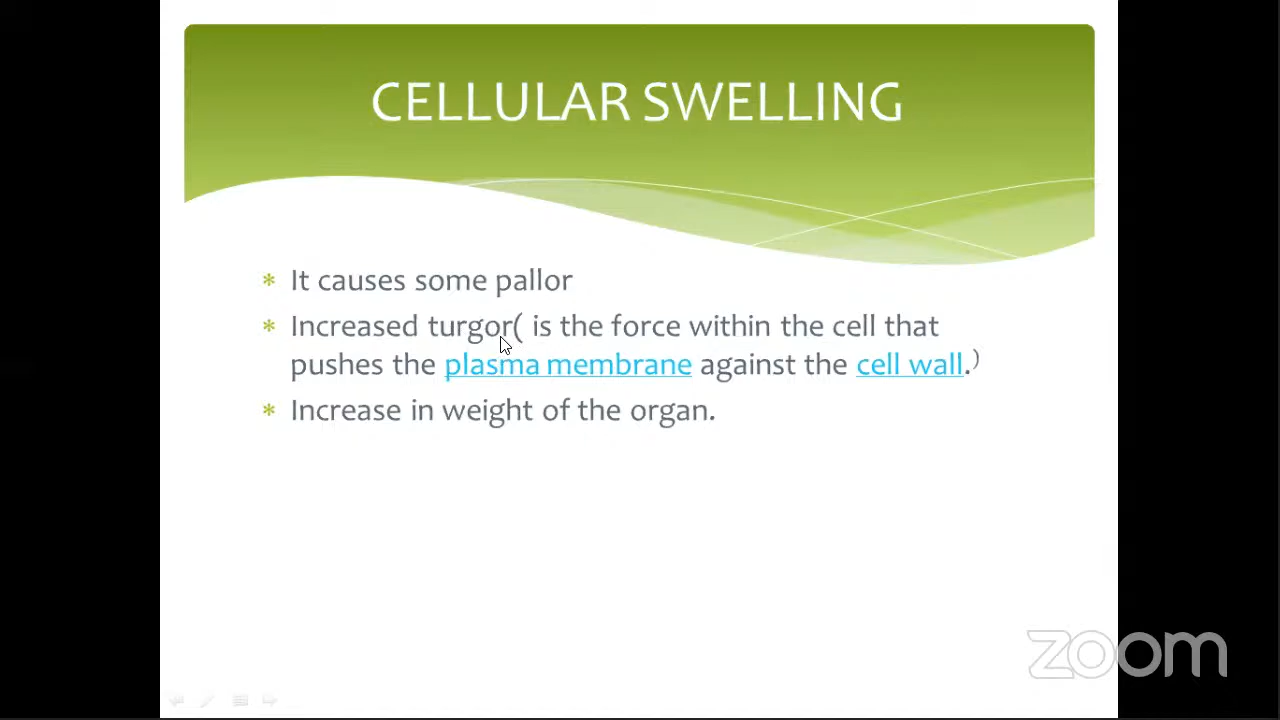 CELLULAR SWELLING
* It causes some pallor
* Increased turgor( is the force within the cell that
pushes the plasma membrane against the cell wall.)
* Increase in weight of the organ.
zoom